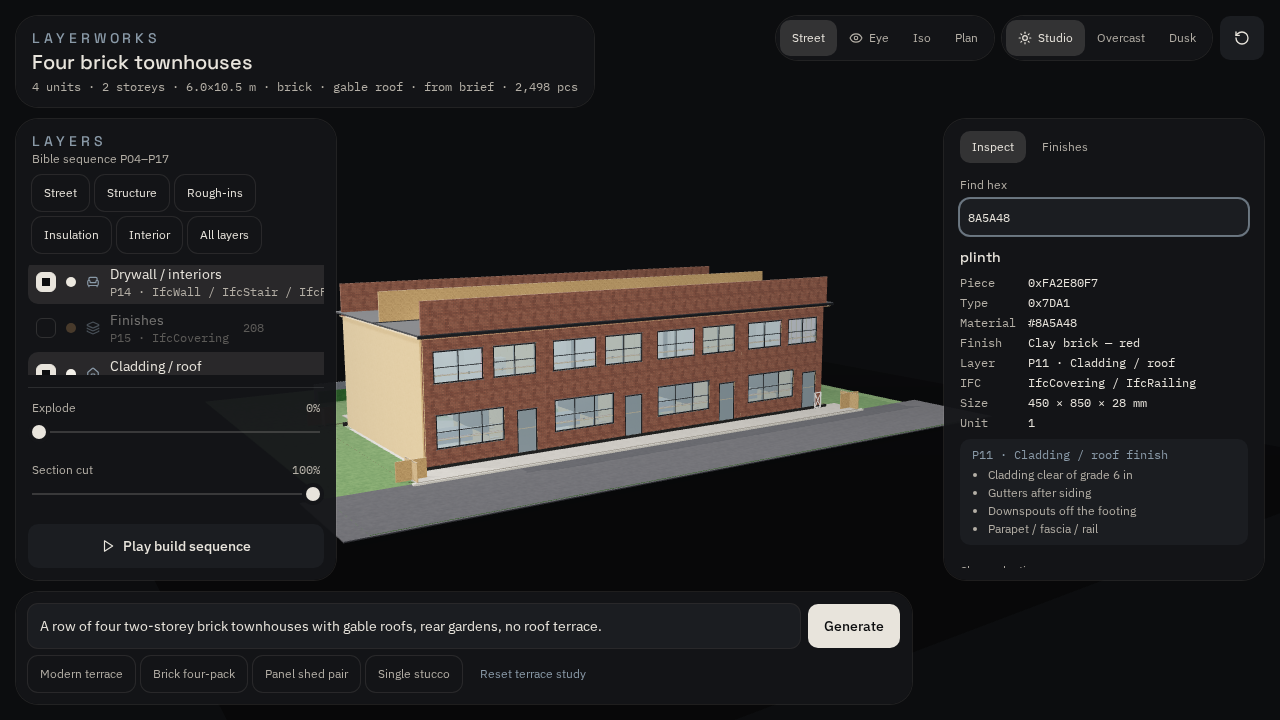 LAYERWORKS
Four brick townhouses
4 units · 2 storeys · 6.0×10.5 m · brick · gable roof · from brief · 2,498 pcs
Street
Eye
Iso
Plan
Studio
Overcast
Dusk
LAYERS
Bible sequence P04–P17
Street
Structure
Rough-ins
Insulation
Interior
All layers
Drywall / interiors
P14 · IfcWall / IfcStair / IfcF
Finishes
P15 · IfcCovering
208
Cladding / roof
Explode
0%
Section cut
100%
Play build sequence
Inspect
Finishes
Find hex
8A5A48
plinth
Piece 0xFA2E80F7
Type 0x7DA1
Material #8A5A48
Finish Clay brick — red
Layer P11 · Cladding / roof
IFC IfcCovering / IfcRailing
Size 450 × 850 × 28 mm
Unit 1
P11 · Cladding / roof finish
• Cladding clear of grade 6 in
• Gutters after siding
• Downspouts off the footing
• Parapet / fascia / rail
A row of four two-storey brick townhouses with gable roofs, rear gardens, no roof terrace.
Generate
Modern terrace
Brick four-pack
Panel shed pair
Single stucco
Reset terrace study